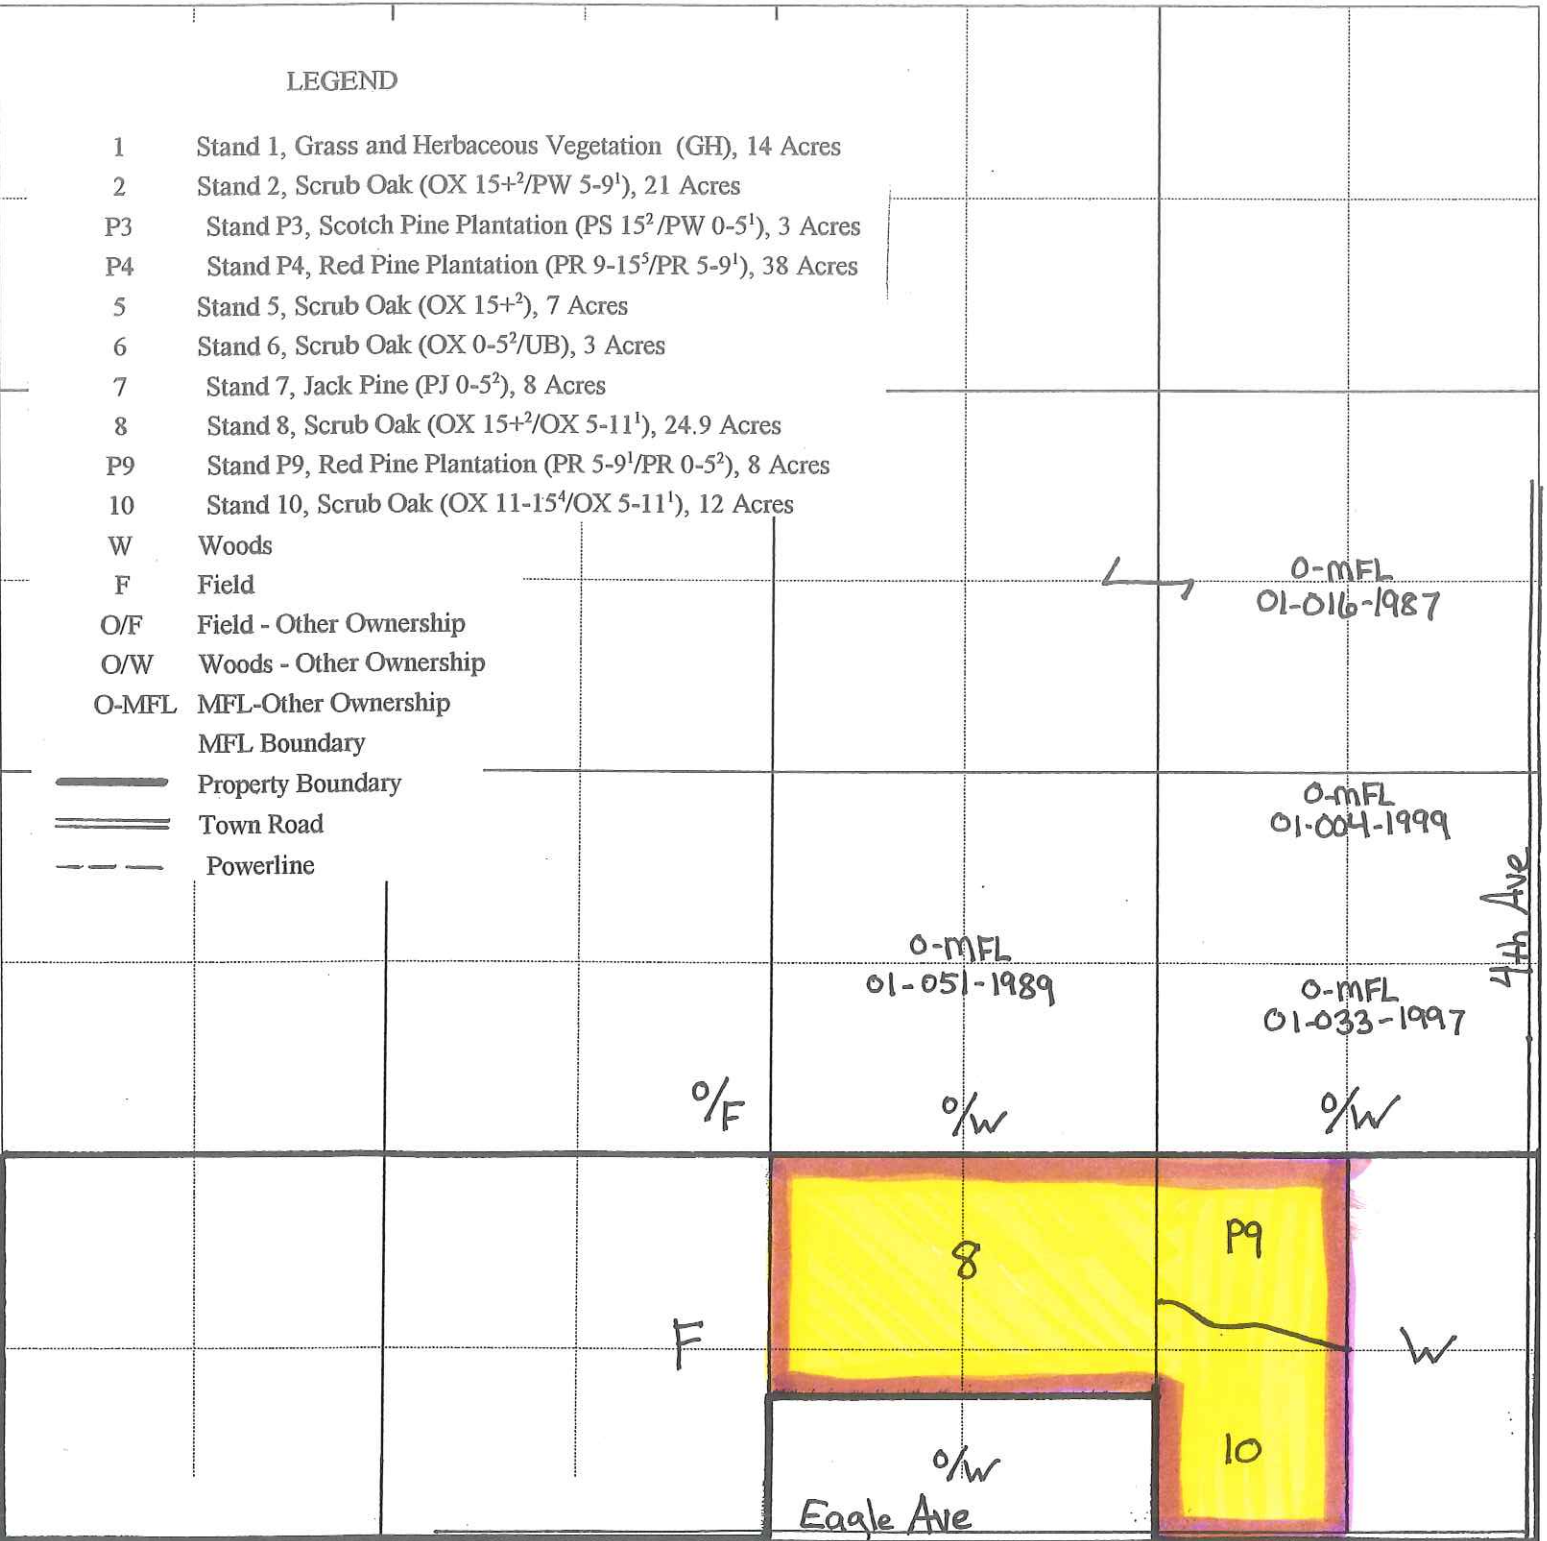 LEGEND
1 Stand 1, Grass and Herbaceous Vegetation (GH), 14 Acres
2 Stand 2, Scrub Oak (OX 15+²/PW 5-9¹), 21 Acres
P3 Stand P3, Scotch Pine Plantation (PS 15²/PW 0-5¹), 3 Acres
P4 Stand P4, Red Pine Plantation (PR 9-15⁵/PR 5-9¹), 38 Acres
5 Stand 5, Scrub Oak (OX 15+²), 7 Acres
6 Stand 6, Scrub Oak (OX 0-5²/UB), 3 Acres
7 Stand 7, Jack Pine (PJ 0-5²), 8 Acres
8 Stand 8, Scrub Oak (OX 15+²/OX 5-11¹), 24.9 Acres
P9 Stand P9, Red Pine Plantation (PR 5-9¹/PR 0-5²), 8 Acres
10 Stand 10, Scrub Oak (OX 11-15⁴/OX 5-11¹), 12 Acres
W Woods
F Field
O/F Field - Other Ownership
O/W Woods - Other Ownership
O-MFL MFL-Other Ownership
MFL Boundary
Property Boundary
Town Road
Powerline
O-MFL
01-016-1987
O-MFL
01-004-1999
4th Ave
O-MFL
01-051-1989
O-MFL
01-033-1997
O/F
O/W
O/W
8
P9
F
W
10
O/W
Eagle Ave